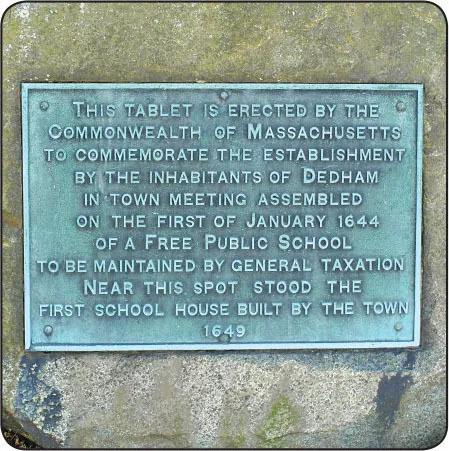 This tablet is erected by the
Commonwealth of Massachusetts
to commemorate the establishment
by the inhabitants of Dedham
in town meeting assembled
on the first of January 1644
of a Free Public School
to be maintained by general taxation
Near this spot stood the
first school house built by the town
1649